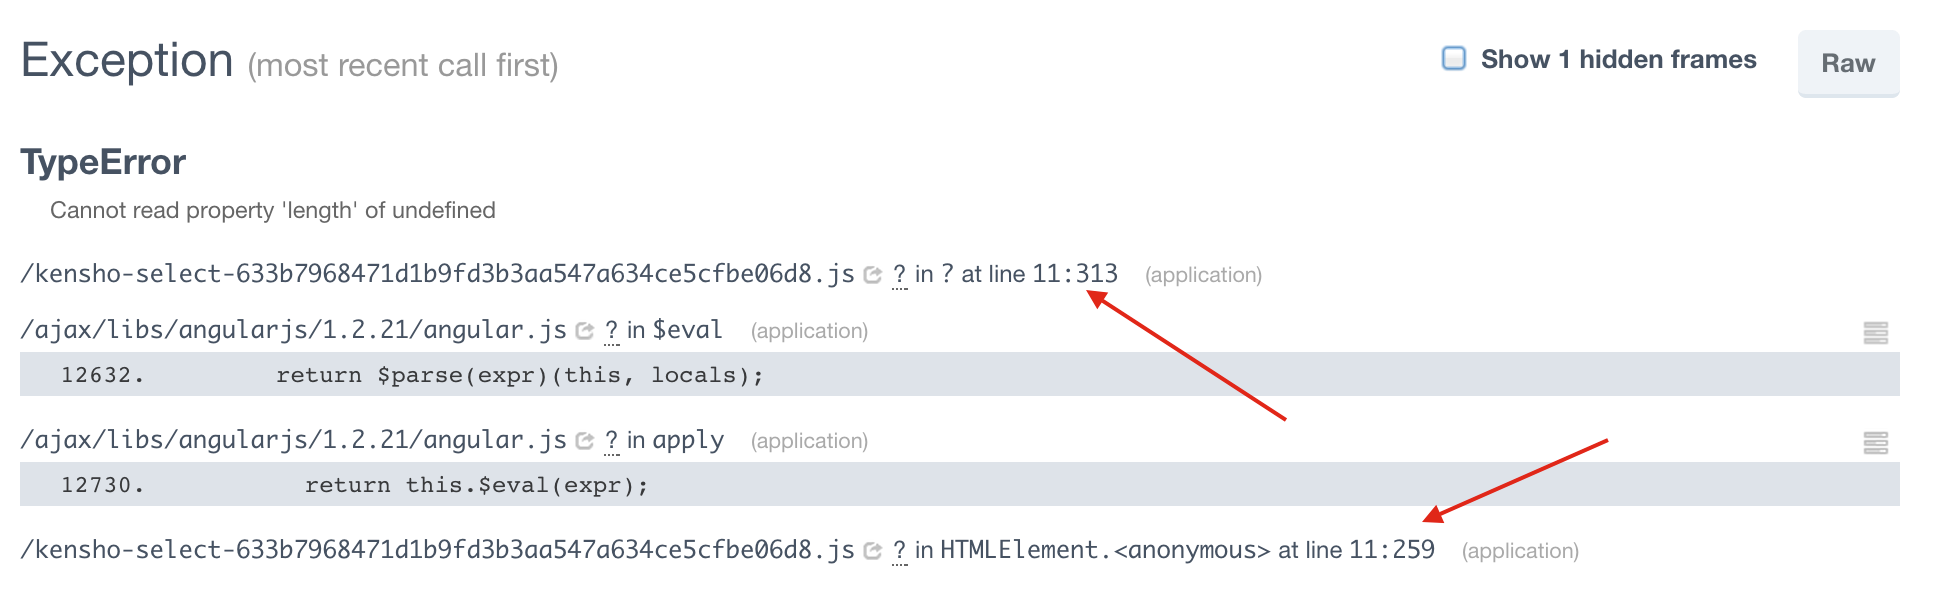 Exception (most recent call first)
Show 1 hidden frames
Raw
TypeError
Cannot read property 'length' of undefined
/kensho-select-633b7968471d1b9fd3b3aa547a634ce5cfbe06d8.js ? in ? at line 11:313 (application)
/ajax/libs/angularjs/1.2.21/angular.js ? in $eval (application)
12632. return $parse(expr)(this, locals);
/ajax/libs/angularjs/1.2.21/angular.js ? in apply (application)
12730. return this.$eval(expr);
/kensho-select-633b7968471d1b9fd3b3aa547a634ce5cfbe06d8.js ? in HTMLElement.<anonymous> at line 11:259 (application)